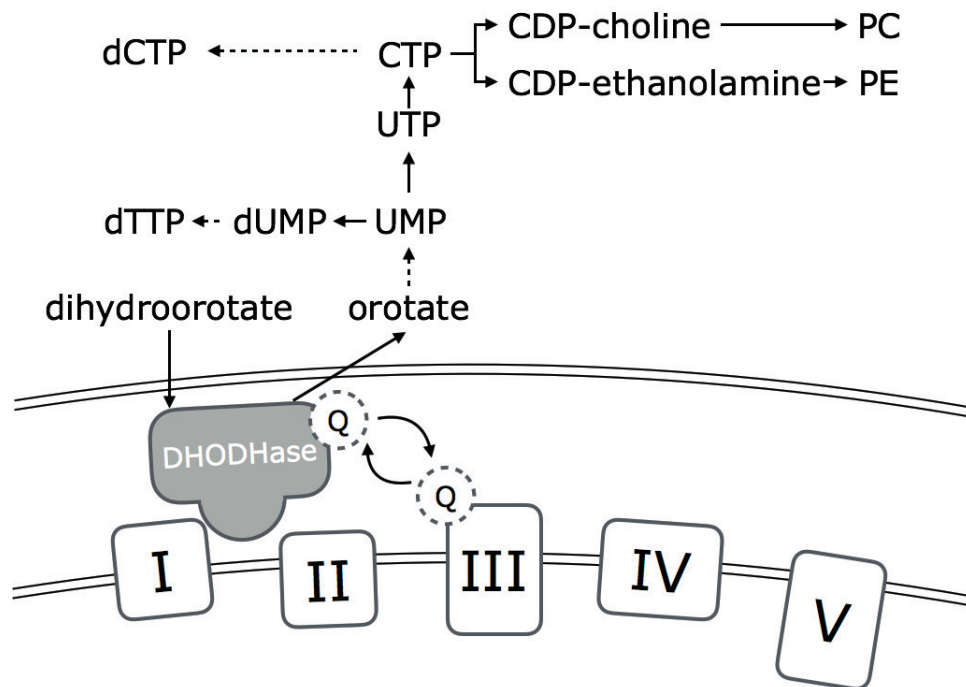 CDP-choline PC
dCTP CTP
CDP-ethanolamine PE
UTP
dTTP dUMP UMP
dihydroorotate orotate
Q
DHODHase
Q
I II III IV V